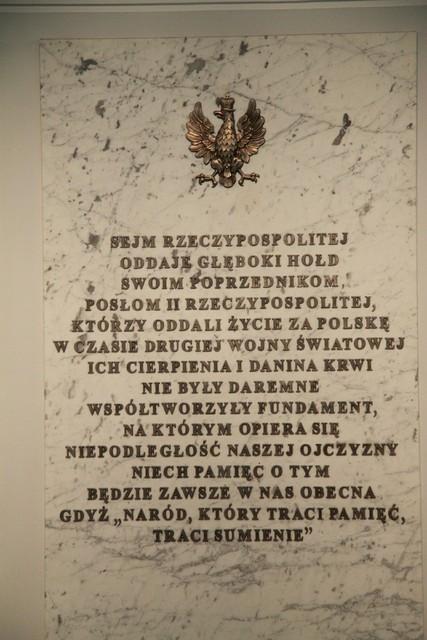 SEJM RZECZYPOSPOLITEJ
ODDAJE GŁĘBOKI HOŁD
SWOIM POPRZEDNIKOM,
POSŁOM II RZECZYPOSPOLITEJ,
KTÓRZY ODDALI ŻYCIE ZA POLSKĘ
W CZASIE DRUGIEJ WOJNY ŚWIATOWEJ
ICH CIERPIENIA I DANINA KRWI
NIE BYŁY DAREMNE
WSPÓŁTWORZYŁY FUNDAMENT,
NA KTÓRYM OPIERA SIĘ
NIEPODLEGŁOŚĆ NASZEJ OJCZYZNY
NIECH PAMIĘĆ O TYM
BĘDZIE ZAWSZE W NAS OBECNA
GDYŻ „NARÓD, KTÓRY TRACI PAMIĘĆ,
TRACI SUMIENIE”